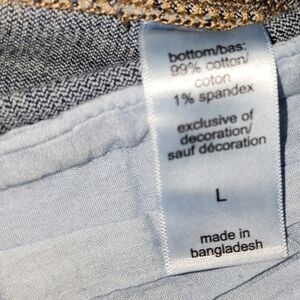 bottom/bas:
99% cotton/
coton
1% spandex
exclusive of
decoration/
sauf décoration
L
made in
bangladesh